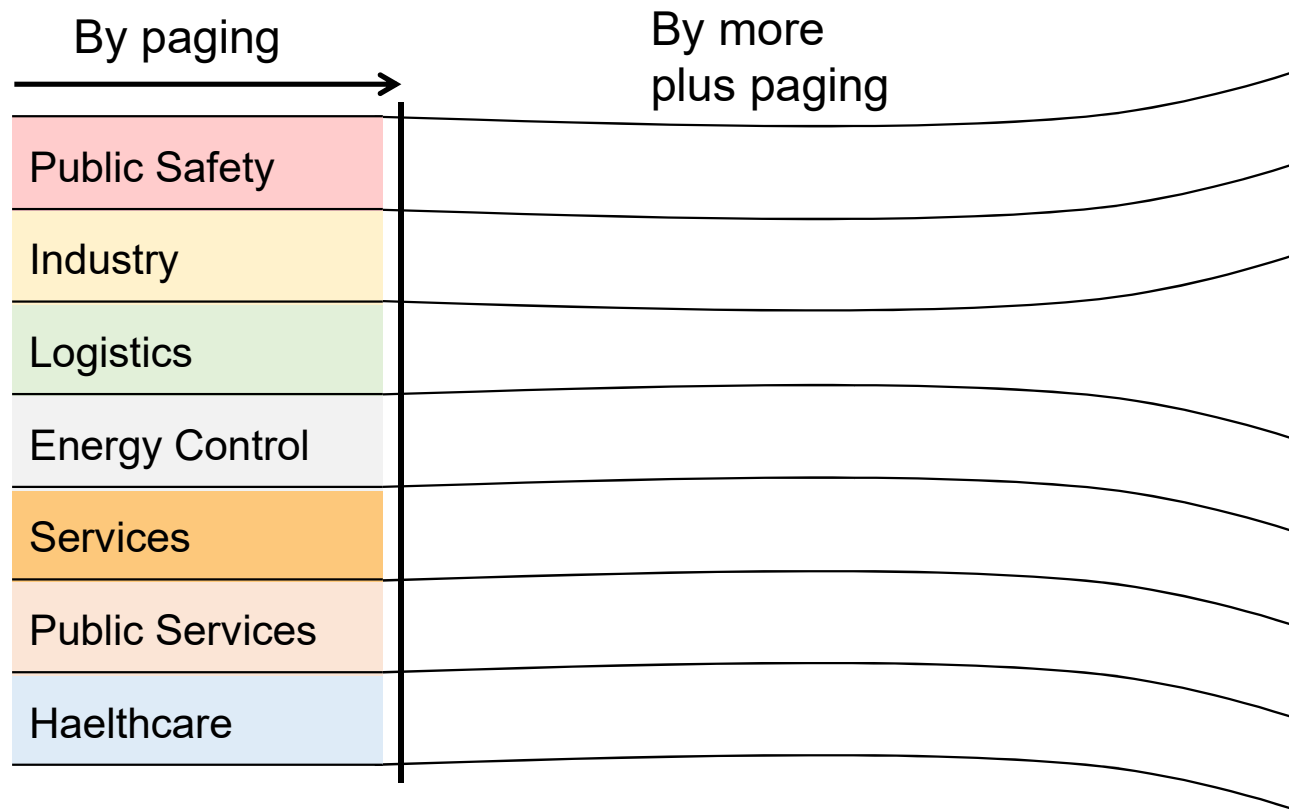 By paging
By more
plus paging
Public Safety
Industry
Logistics
Energy Control
Services
Public Services
Haelthcare